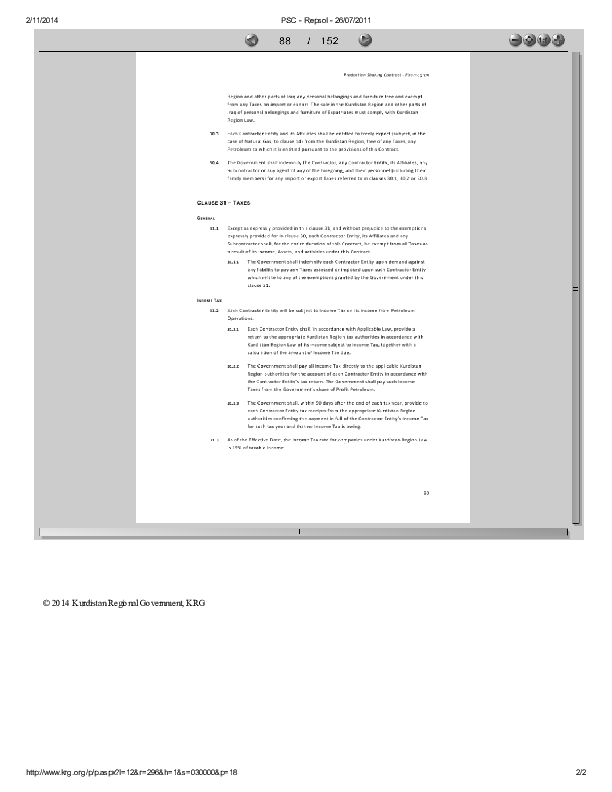 2/11/2014
PSC - Repsol - 26/07/2011
88 / 152
Production Sharing Contract - Piramagrun
Region and other parts of Iraq any personal belongings and furniture free and exempt
from any Taxes on import or export. The sale in the Kurdistan Region and other parts of
Iraq of personal belongings and furniture of Expatriates must comply with Kurdistan
Region Law.
30.3 Each Contractor Entity and its Affiliates shall be entitled to freely export (subject, in the
case of Natural Gas, to clause 14) from the Kurdistan Region, free of any Taxes, any
Petroleum to which it is entitled pursuant to the provisions of this Contract.
30.4 The Government shall indemnify the Contractor, any Contractor Entity, its Affiliates, any
Subcontractor or any agent of any of the foregoing, and their personnel (including their
family members) for any import or export Taxes referred to in clauses 30.1, 30.2 or 30.3.
CLAUSE 31 – TAXES
GENERAL
31.1 Except as expressly provided in this clause 31, and without prejudice to the exemptions
expressly provided for in clause 30, each Contractor Entity, its Affiliates and any
Subcontractor shall, for the entire duration of this Contract, be exempt from all Taxes as
a result of its income, assets, and activities under this Contract.
31.1.1 The Government shall indemnify each Contractor Entity upon demand against
any liability to pay any Taxes assessed or imposed upon such Contractor Entity
which relate to any of the exemptions granted by the Government under this
clause 31.
INCOME TAX
31.2 Each Contractor Entity will be subject to Income Tax on its income from Petroleum
Operations.
31.2.1 Each Contractor Entity shall, in accordance with Applicable Law, provide a
return to the appropriate Kurdistan Region tax authorities in accordance with
Kurdistan Region Law of its income subject to Income Tax, together with a
calculation of the amount of Income Tax due.
31.2.2 The Government shall pay all Income Tax directly to the applicable Kurdistan
Region authorities for the account of each Contractor Entity in accordance with
the Contractor Entity's tax return. The Government shall pay such Income
Taxes from the Government's share of Profit Petroleum.
31.2.3 The Government shall, within 90 days after the end of each tax year, provide to
each Contractor Entity tax receipts from the appropriate Kurdistan Region
authorities confirming the payment in full of the Contractor Entity's Income Tax
for such tax year and that no Income Tax is owing.
31.3 As of the Effective Date, the Income Tax rate for companies under Kurdistan Region Law
is 15% of taxable income.
© 2014 Kurdistan Regional Government, KRG
http://www.krg.org/p/p.aspx?l=12&r=296&h=1&s=030000&p=18
2/2